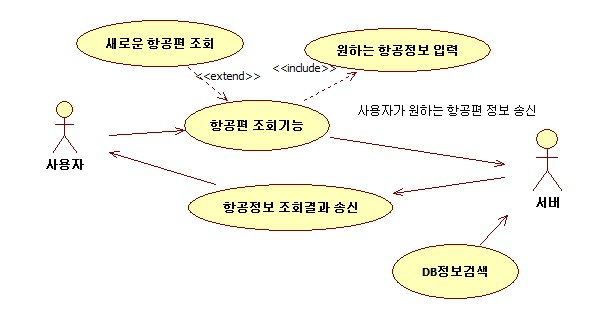 새로운 항공편 조회
원하는 항공정보 입력
<<extend>>
<<include>>
항공편 조회기능
사용자가 원하는 항공편 정보 송신
사용자
서버
항공정보 조회결과 송신
DB정보검색